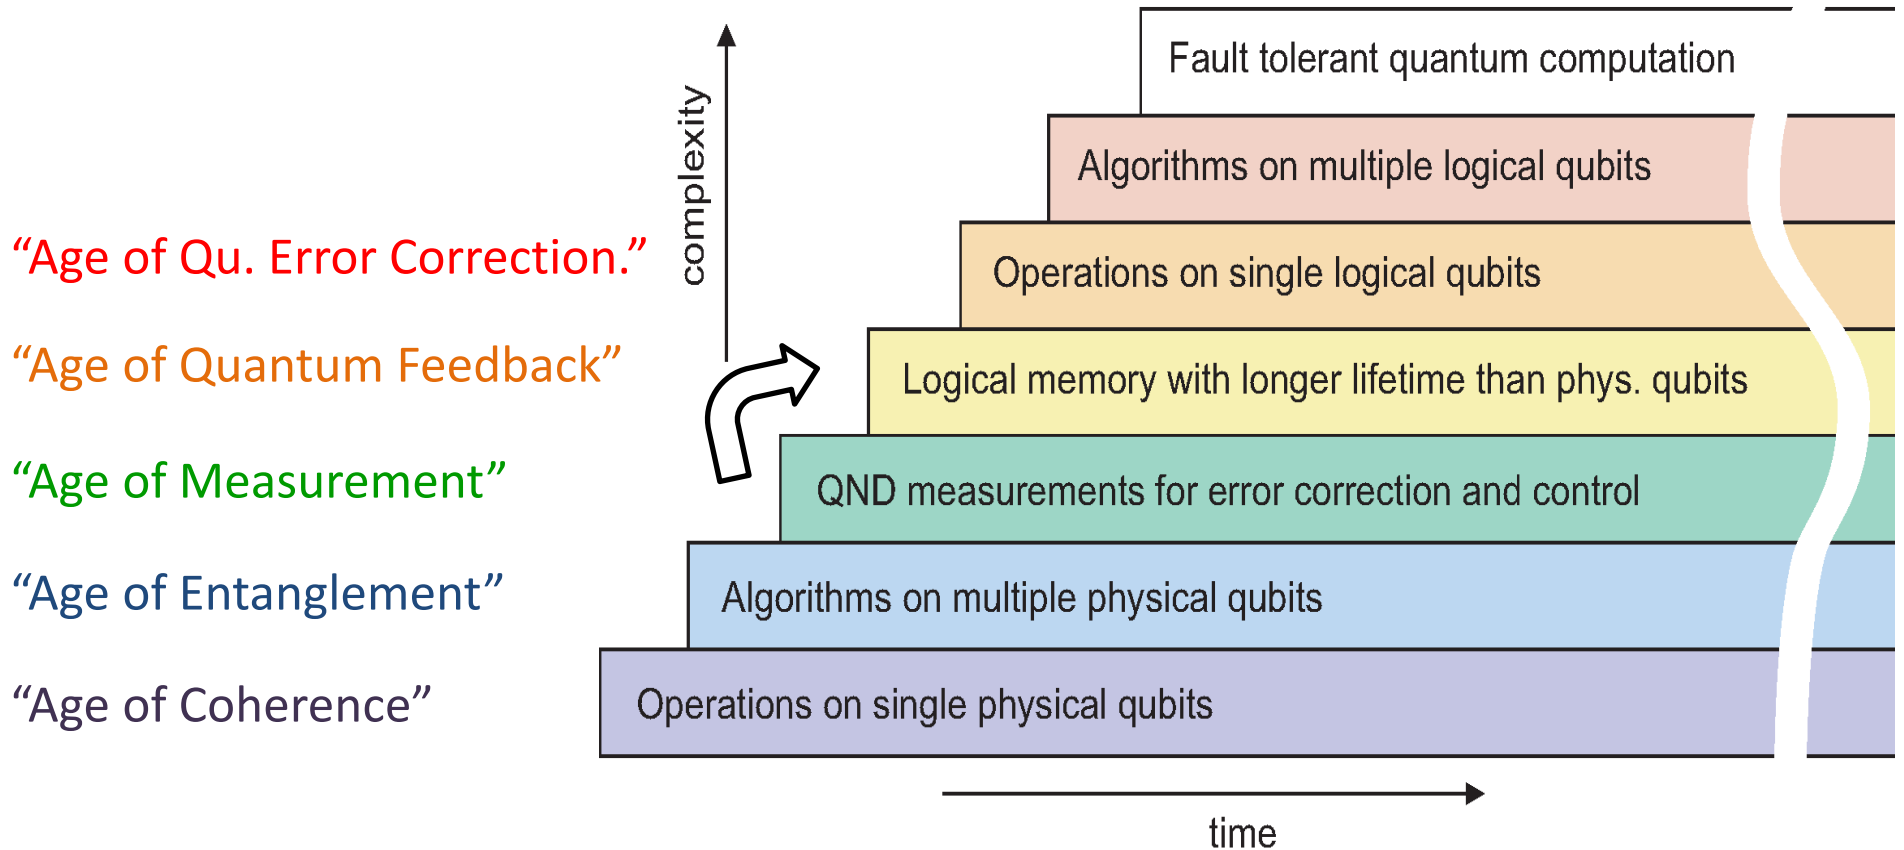 Fault tolerant quantum computation
complexity
Algorithms on multiple logical qubits
“Age of Qu. Error Correction.”
Operations on single logical qubits
“Age of Quantum Feedback”
Logical memory with longer lifetime than phys. qubits
“Age of Measurement”
QND measurements for error correction and control
“Age of Entanglement”
Algorithms on multiple physical qubits
“Age of Coherence”
Operations on single physical qubits
time